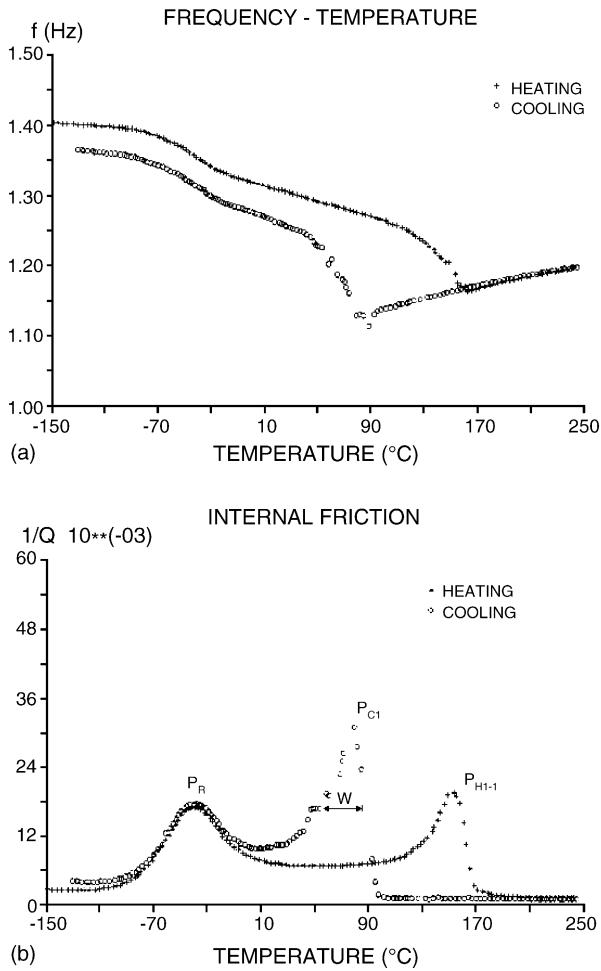 FREQUENCY - TEMPERATURE
f (Hz)
1.50
1.40
1.30
1.20
1.10
1.00
+ HEATING
o COOLING
-150 -70 10 90 170 250
(a) TEMPERATURE (°C)
INTERNAL FRICTION
1/Q 10**(-03)
60
48
36
24
12
0
HEATING
COOLING
PC1
PR
PH1-1
W
-150 -70 10 90 170 250
(b) TEMPERATURE (°C)